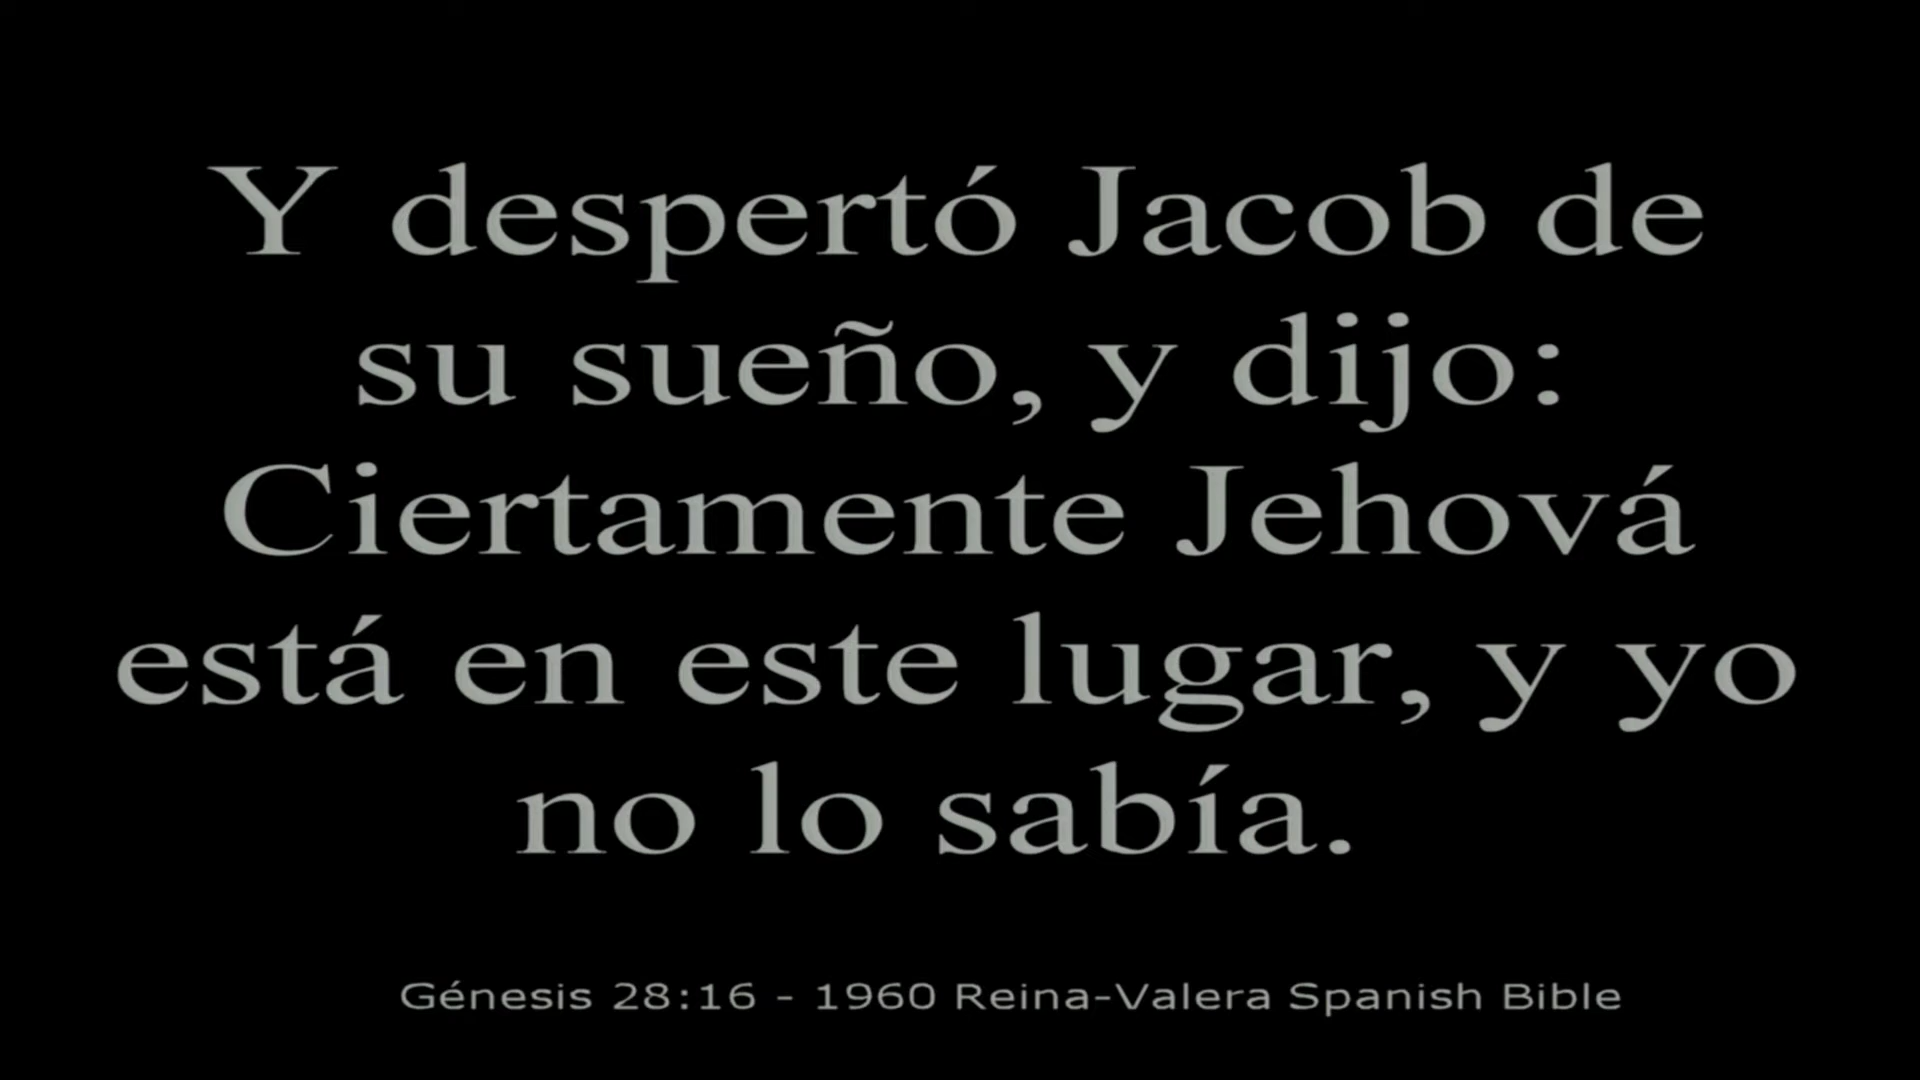 Y despertó Jacob de
su sueño, y dijo:
Ciertamente Jehová
está en este lugar, y yo
no lo sabía.
Génesis 28:16 - 1960 Reina-Valera Spanish Bible